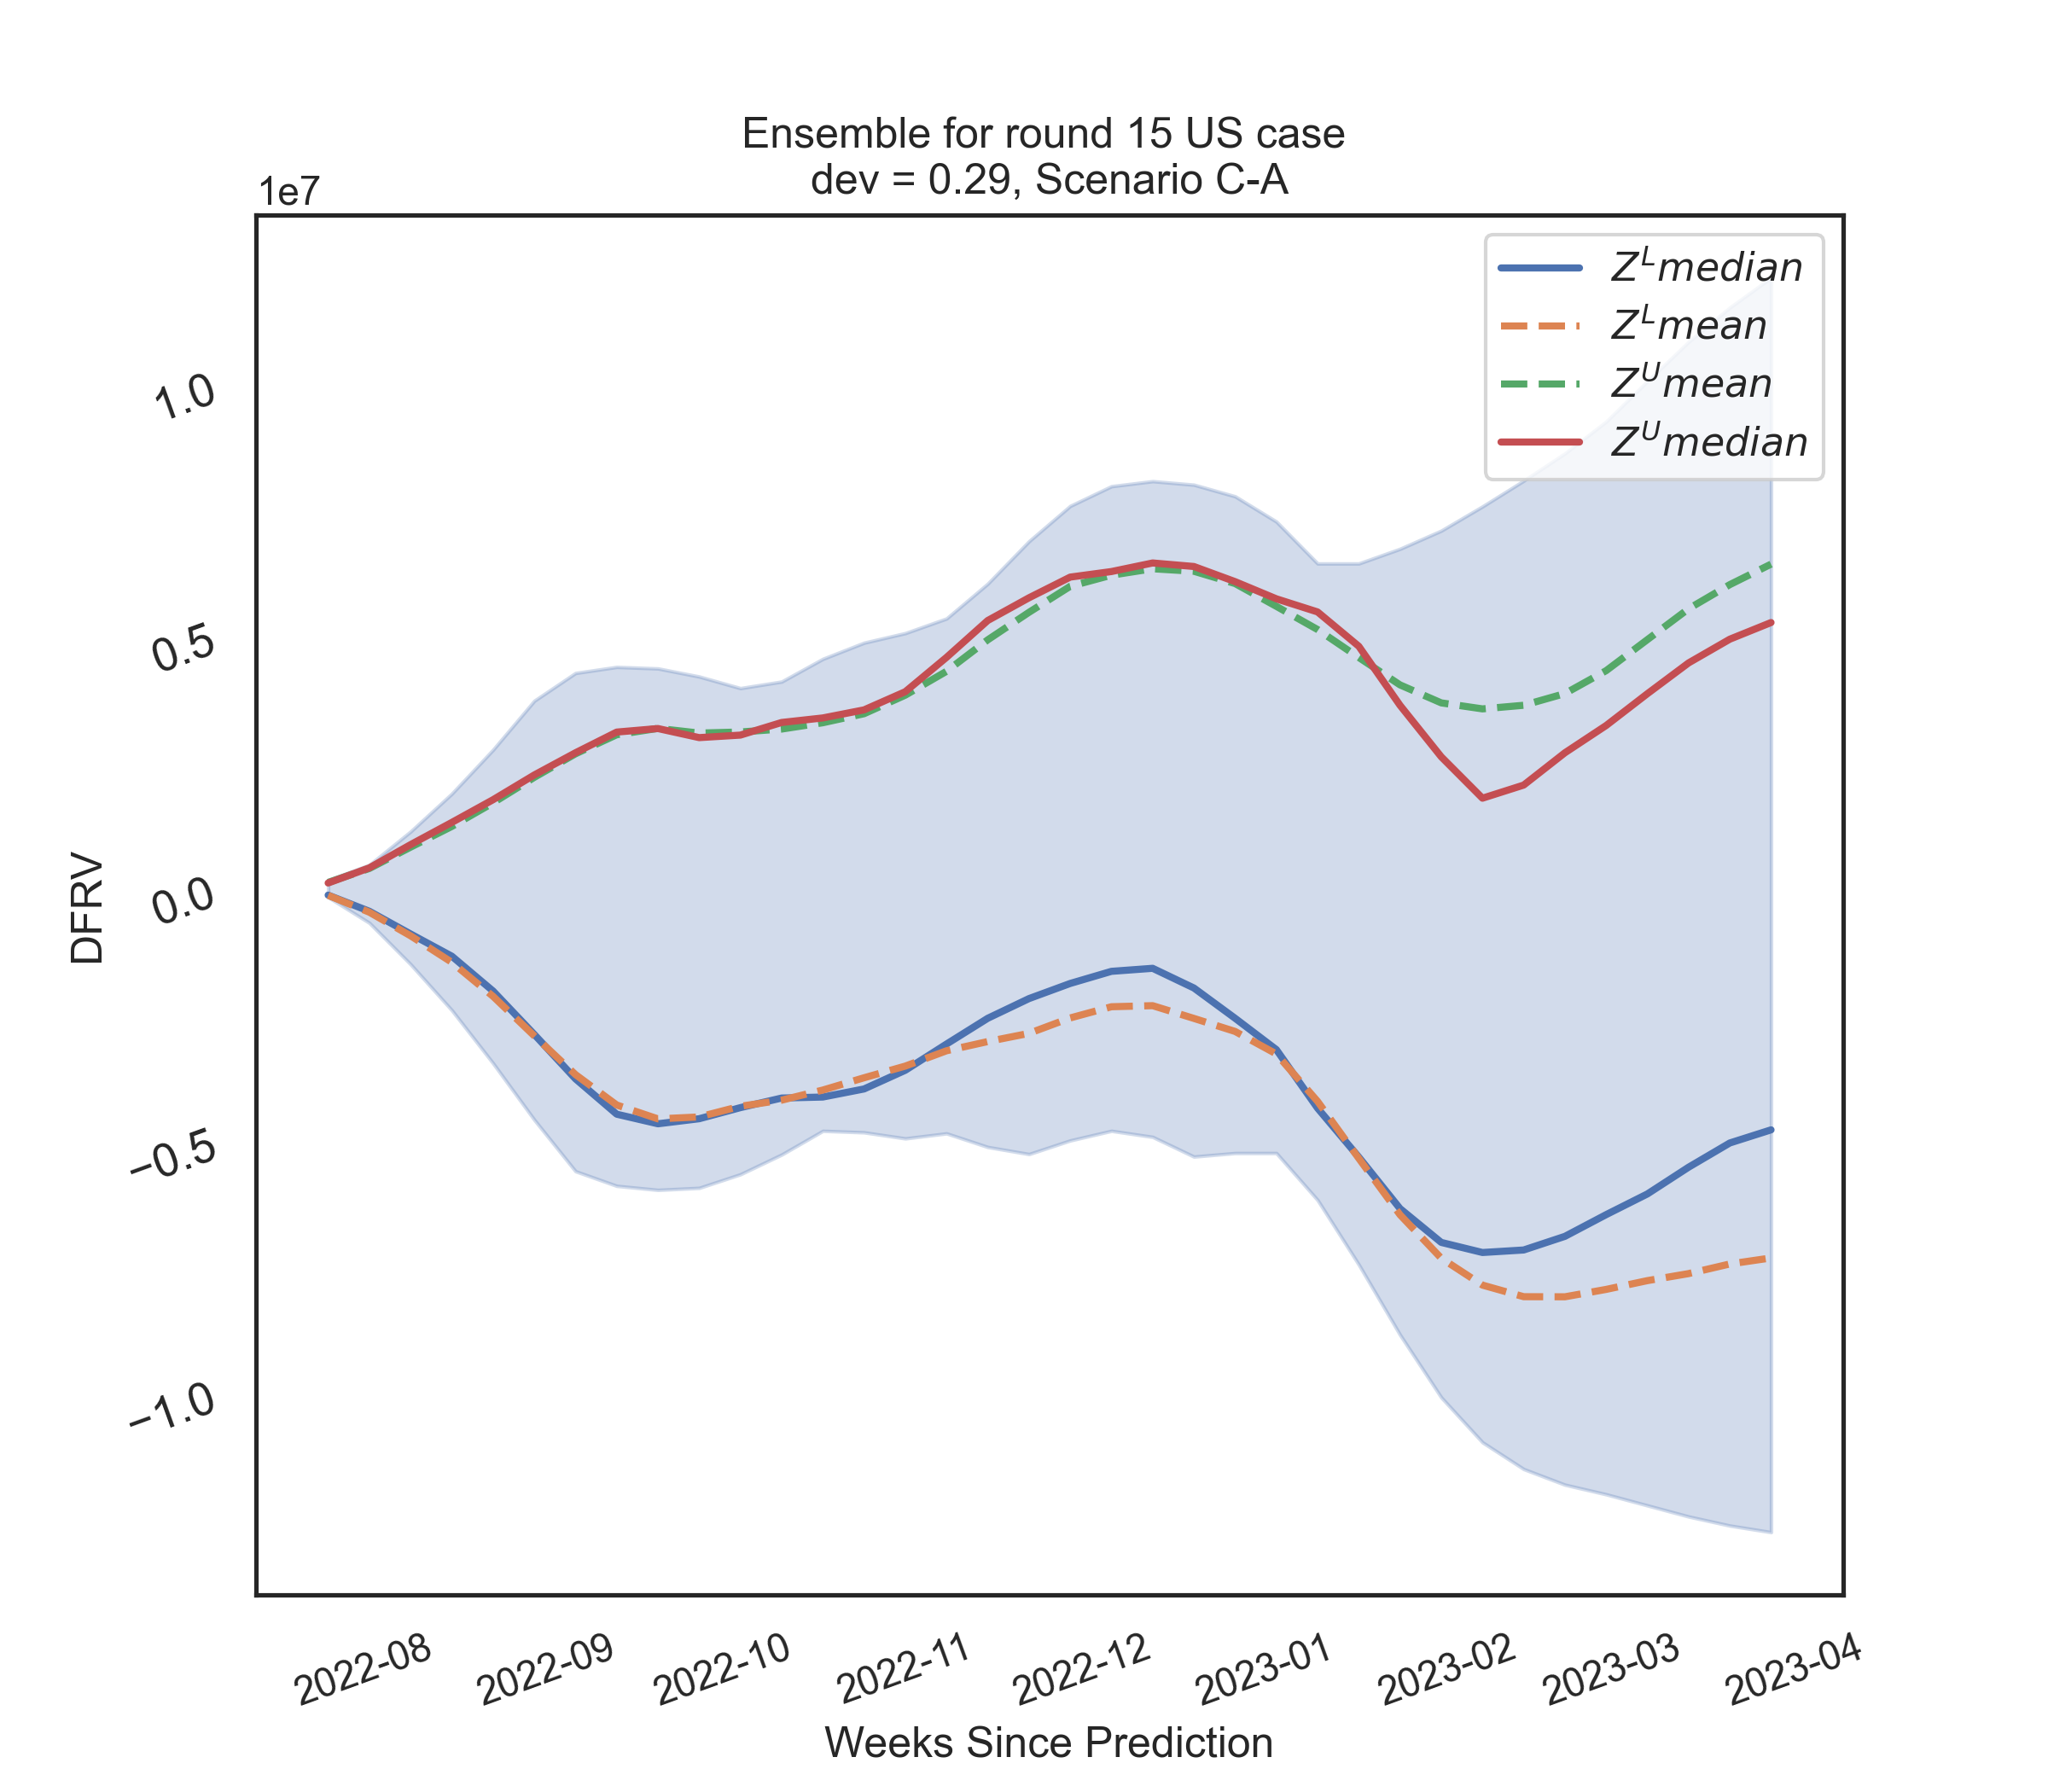 Ensemble for round 15 US case
dev = 0.29, Scenario C-A
1e7
Z^L median
Z^L mean
Z^U mean
Z^U median
1.0
0.5
0.0
−0.5
−1.0
DFRV
2022-08
2022-09
2022-10
2022-11
2022-12
2023-01
2023-02
2023-03
2023-04
Weeks Since Prediction